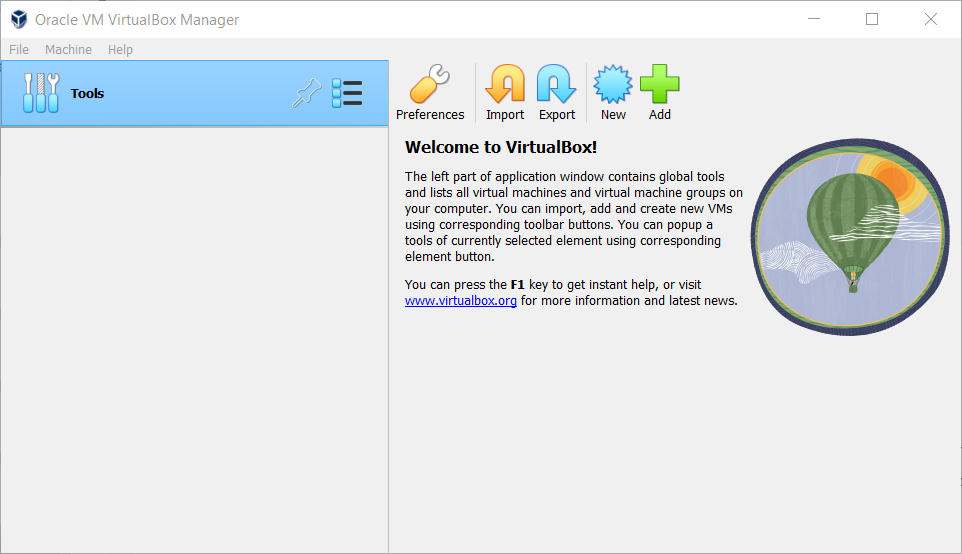 Oracle VM VirtualBox Manager
File Machine Help
Tools
Preferences Import Export New Add
Welcome to VirtualBox!
The left part of application window contains global tools
and lists all virtual machines and virtual machine groups on
your computer. You can import, add and create new VMs
using corresponding toolbar buttons. You can popup a
tools of currently selected element using corresponding
element button.
You can press the F1 key to get instant help, or visit
www.virtualbox.org for more information and latest news.